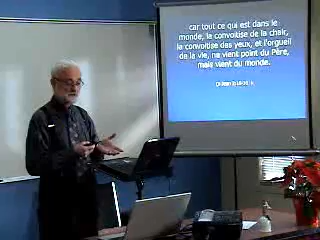 car tout ce qui est dans le
monde, la convoitise de la chair,
la convoitise des yeux, et l'orgueil
de la vie, ne vient point du Père,
mais vient du monde.